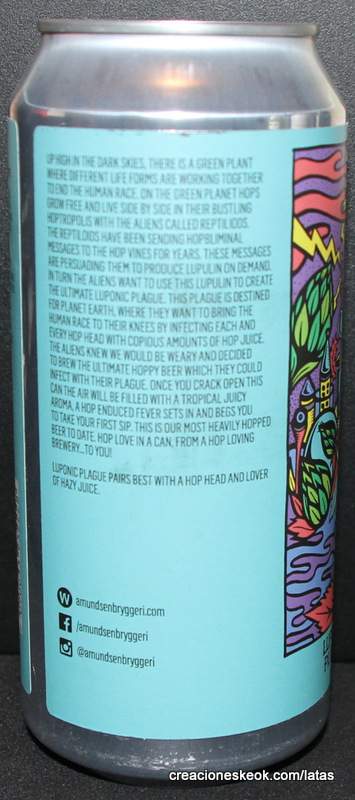 UP HIGH IN THE DARK SKIES, THERE IS A GREEN PLANT
WHERE DIFFERENT LIFE FORMS ARE WORKING TOGETHER
TO END THE HUMAN RACE. ON THE GREEN PLANET HOPS
GROW FREE AND LIVE SIDE BY SIDE IN THEIR BUSTLING
HOPTROPOLIS WITH THE ALIENS CALLED REPTILIODS.
THE REPTILOIDS HAVE BEEN SENDING HOPBLIMINAL
MESSAGES TO THE HOP VINES FOR YEARS. THESE MESSAGES
ARE PERSUADING THEM TO PRODUCE LUPULIN ON DEMAND.
IN TURN THE ALIENS WANT TO USE THIS LUPULIN TO CREATE
THE ULTIMATE LUPONIC PLAGUE. THIS PLAGUE IS DESTINED
FOR PLANET EARTH, WHERE THEY WANT TO BRING THE
HUMAN RACE TO THEIR KNEES BY INFECTING EACH AND
EVERY HOP HEAD WITH COPIOUS AMOUNTS OF HOP JUICE.
THE ALIENS KNEW WE WOULD BE WEARY AND DECIDED
TO BREW THE ULTIMATE HOPPY BEER WHICH THEY COULD
INFECT WITH THEIR PLAGUE. ONCE YOU CRACK OPEN THIS
CAN THE AIR WILL BE FILLED WITH A TROPICAL JUICY
AROMA, A HOP ENDUCED FEVER SETS IN AND BEGS YOU
TO TAKE YOUR FIRST SIP. THIS IS OUR MOST HEAVILY HOPPED
BEER TO DATE. HOP LOVE IN A CAN, FROM A HOP LOVING
BREWERY...TO YOU!
LUPONIC PLAGUE PAIRS BEST WITH A HOP HEAD AND LOVER
OF HAZY JUICE.
W amundsenbryggeri.com
f /amundsenbryggeri
@amundsenbryggeri
creacioneskeok.com/latas